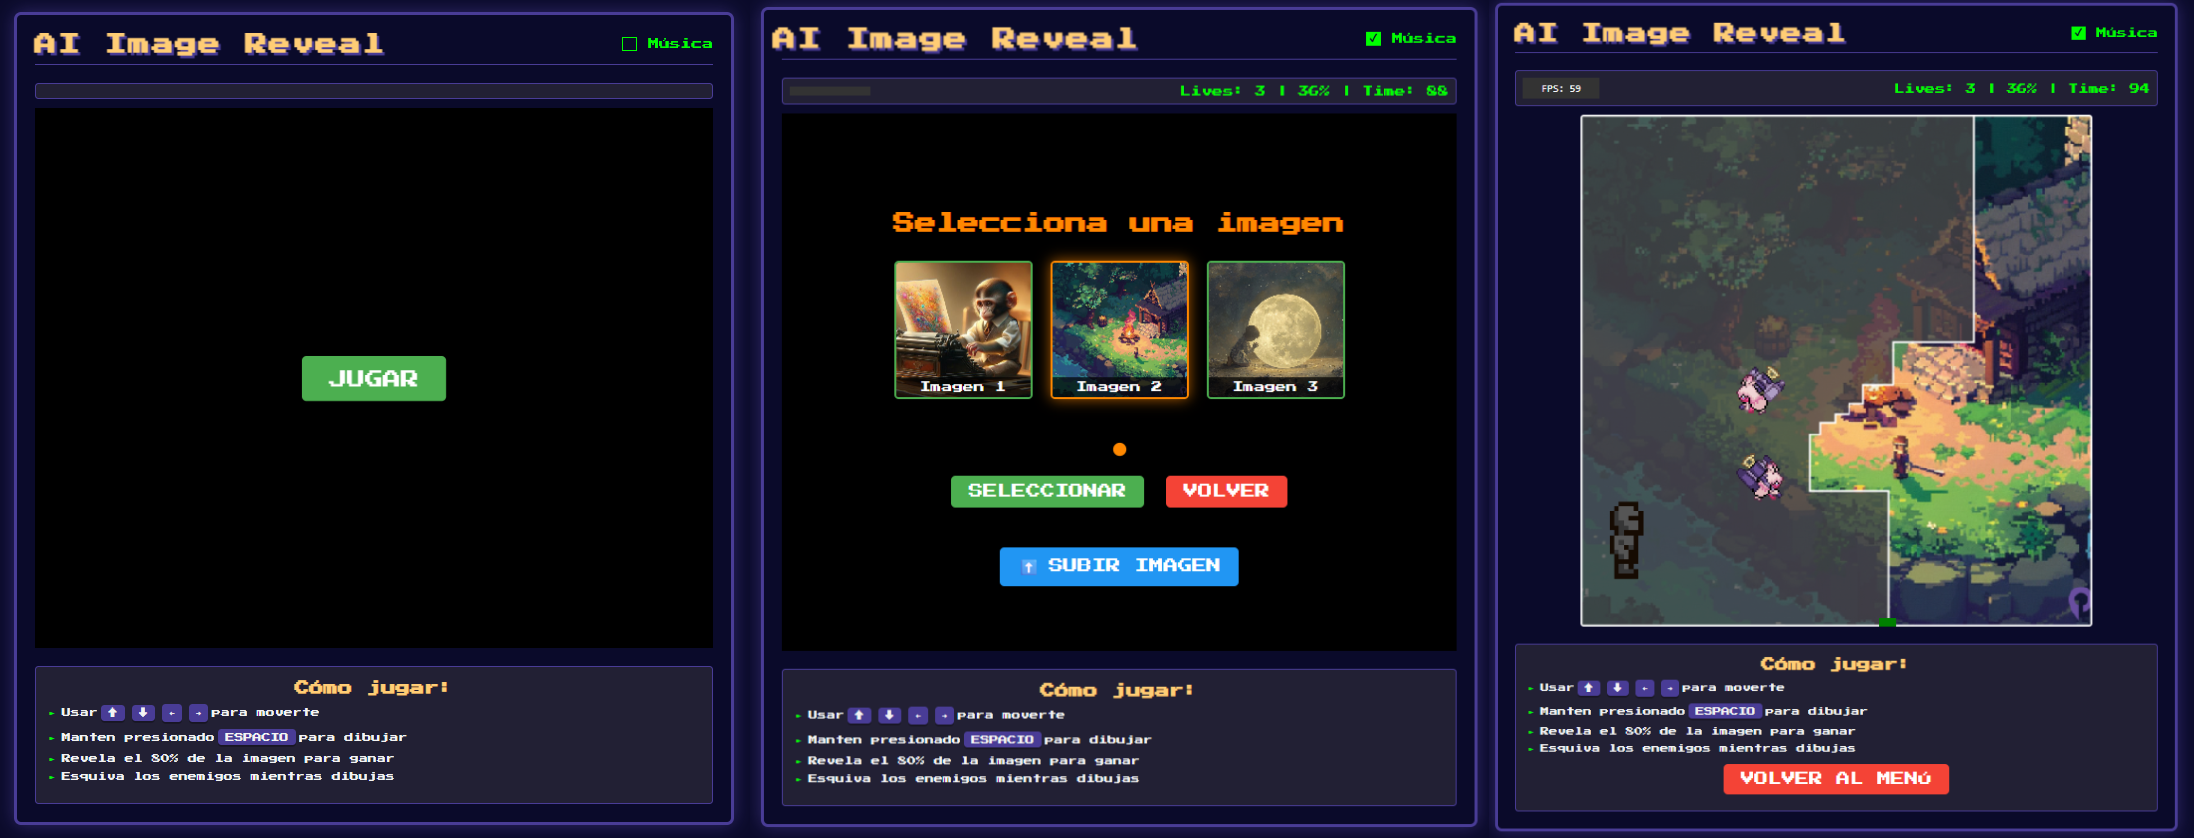 AI Image Reveal
Música
JUGAR
Cómo jugar:
Usar ⬆ ⬇ ← → para moverte
Manten presionado ESPACIO para dibujar
Revela el 80% de la imagen para ganar
Esquiva los enemigos mientras dibujas
AI Image Reveal
Música
Lives: 3 | 36% | Time: 88
Selecciona una imagen
Imagen 1
Imagen 2
Imagen 3
SELECCIONAR
VOLVER
⬆ SUBIR IMAGEN
Cómo jugar:
Usar ⬆ ⬇ ← → para moverte
Manten presionado ESPACIO para dibujar
Revela el 80% de la imagen para ganar
Esquiva los enemigos mientras dibujas
AI Image Reveal
Música
FPS: 59
Lives: 3 | 36% | Time: 94
Cómo jugar:
Usar ⬆ ⬇ ← → para moverte
Manten presionado ESPACIO para dibujar
Revela el 80% de la imagen para ganar
Esquiva los enemigos mientras dibujas
VOLVER AL MENú